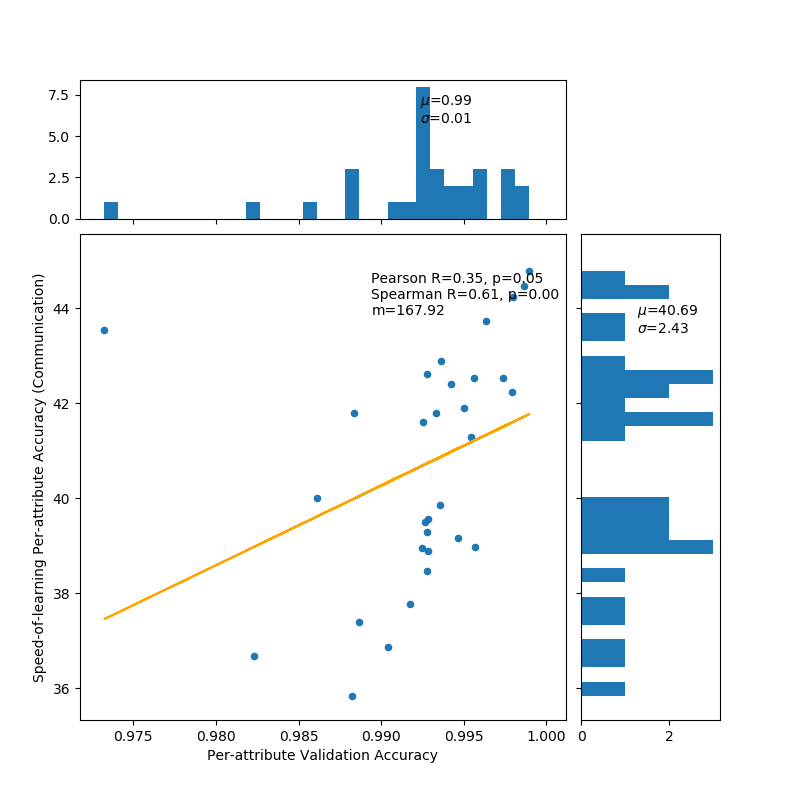 7.5
5.0
2.5
0.0
μ=0.99
σ=0.01
Speed-of-learning Per-attribute Accuracy (Communication)
44
42
40
38
36
Pearson R=0.35, p=0.05
Spearman R=0.61, p=0.00
m=167.92
μ=40.69
σ=2.43
0.975 0.980 0.985 0.990 0.995 1.000
0 2
Per-attribute Validation Accuracy